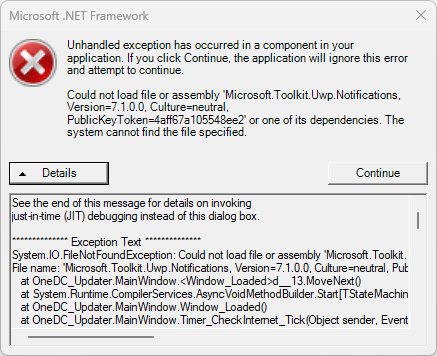 Microsoft .NET Framework
Unhandled exception has occurred in a component in your
application. If you click Continue, the application will ignore this error
and attempt to continue.
Could not load file or assembly 'Microsoft.Toolkit.Uwp.Notifications,
Version=7.1.0.0, Culture=neutral,
PublicKeyToken=4aff67a105548ee2' or one of its dependencies. The
system cannot find the file specified.
Details
Continue
See the end of this message for details on invoking
just-in-time (JIT) debugging instead of this dialog box.
************** Exception Text **************
System.IO.FileNotFoundException: Could not load file or assembly 'Microsoft.Toolkit.
File name: 'Microsoft.Toolkit.Uwp.Notifications, Version=7.1.0.0, Culture=neutral, Pub
at OneDC_Updater.MainWindow.<Window_Loaded>d__13.MoveNext()
at System.Runtime.CompilerServices.AsyncVoidMethodBuilder.Start[TStateMachin
at OneDC_Updater.MainWindow.Window_Loaded()
at OneDC_Updater.MainWindow.Timer_CheckInternet_Tick(Object sender, Event